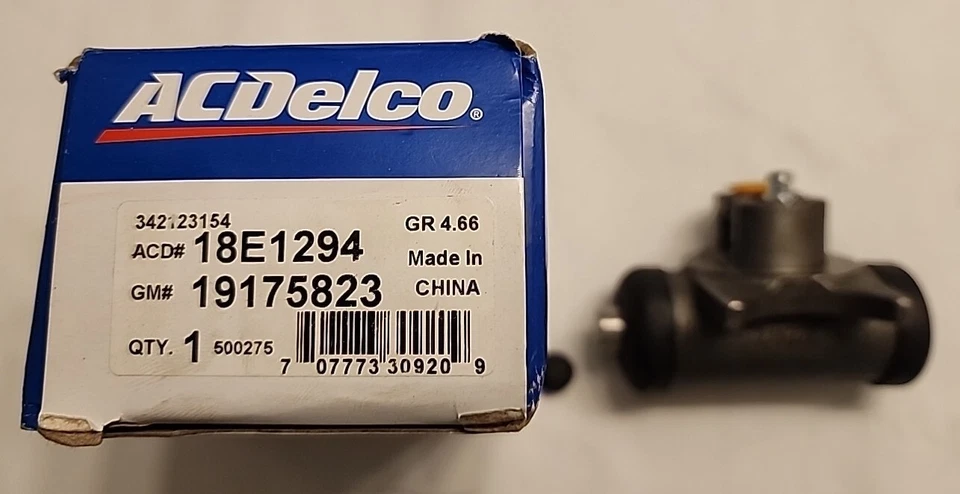 ACDelco®
342123154
GR 4.66
ACD# 18E1294
Made In
GM# 19175823
CHINA
QTY. 1 500275
7 07773 30920 9